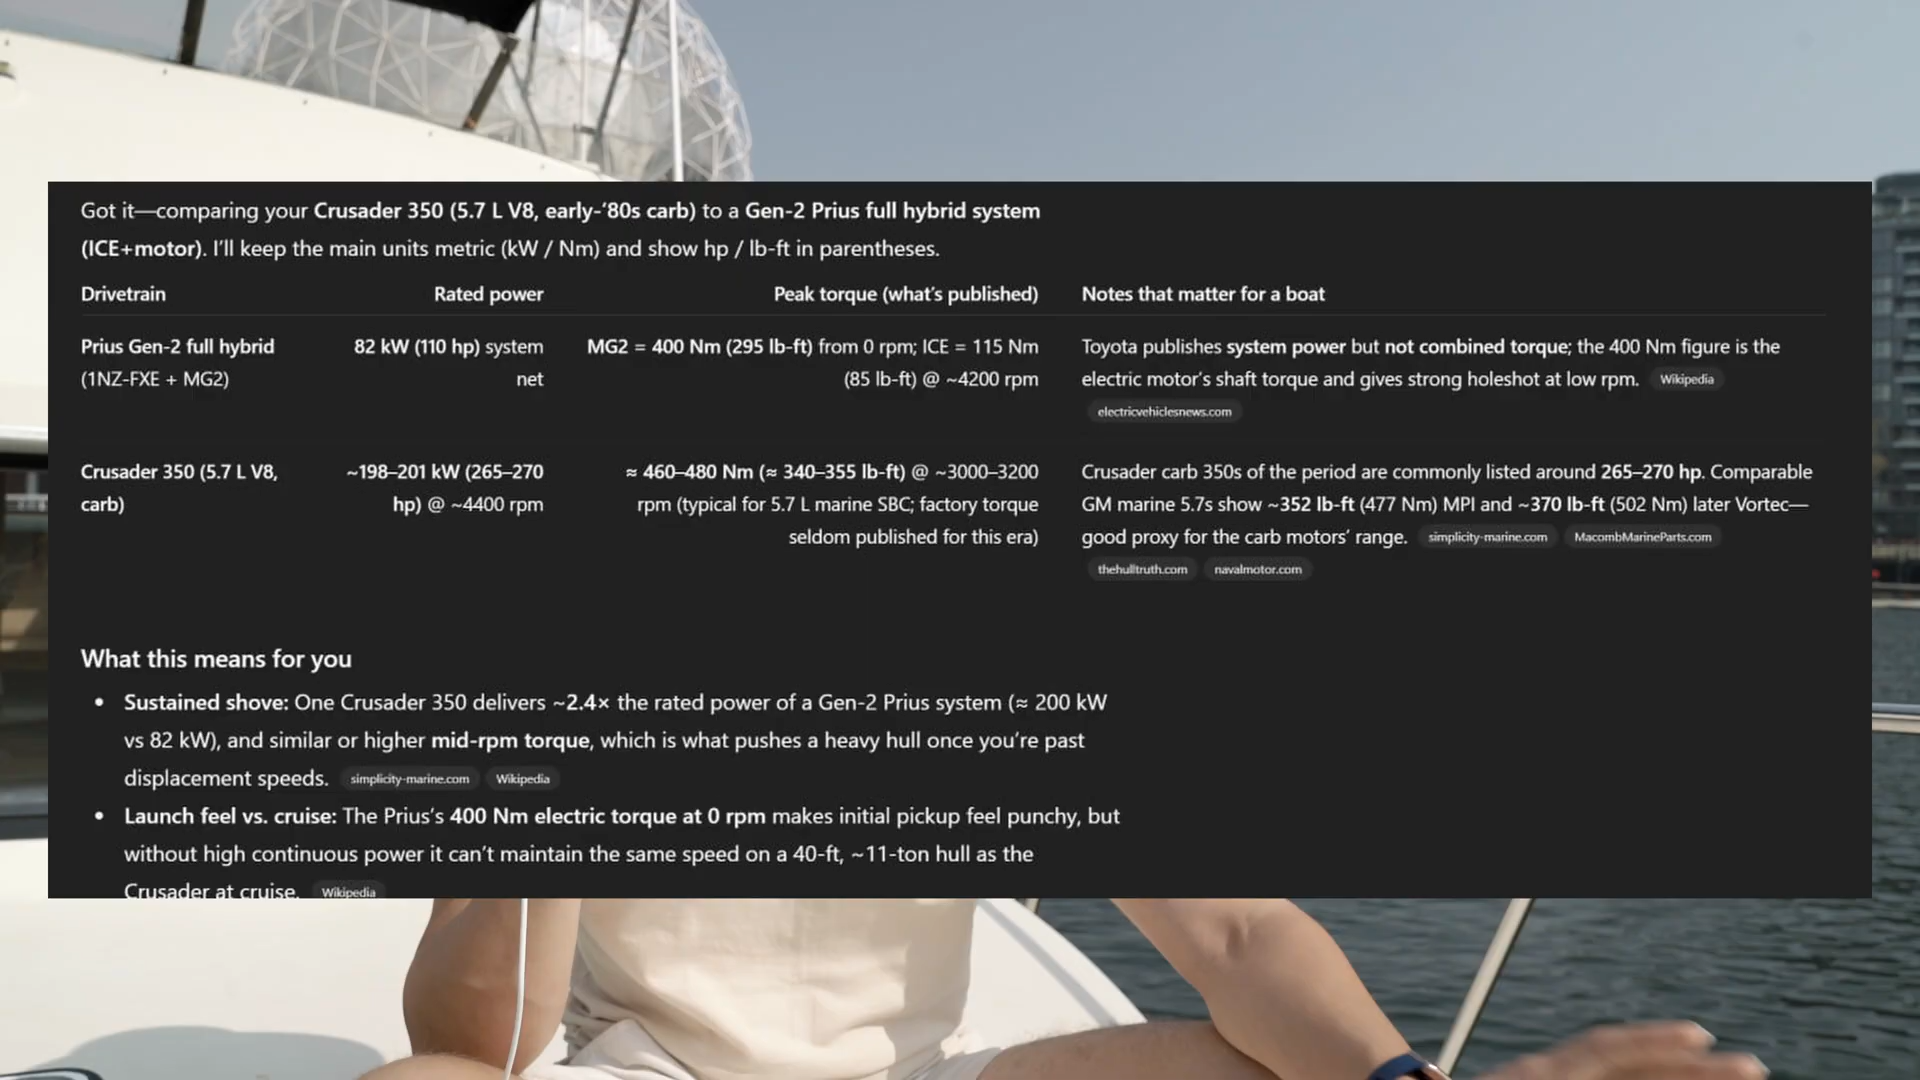 Got it—comparing your Crusader 350 (5.7 L V8, early-‘80s carb) to a Gen-2 Prius full hybrid system
(ICE+motor). I’ll keep the main units metric (kW / Nm) and show hp / lb-ft in parentheses.
Drivetrain Rated power Peak torque (what’s published) Notes that matter for a boat
Prius Gen-2 full hybrid 82 kW (110 hp) system MG2 = 400 Nm (295 lb-ft) from 0 rpm; ICE = 115 Nm Toyota publishes system power but not combined torque; the 400 Nm figure is the
(1NZ-FXE + MG2) net (85 lb-ft) @ ~4200 rpm electric motor’s shaft torque and gives strong holeshot at low rpm. Wikipedia
electricvehiclesnews.com
Crusader 350 (5.7 L V8, ~198–201 kW (265–270 ≈ 460–480 Nm (≈ 340–355 lb-ft) @ ~3000–3200 Crusader carb 350s of the period are commonly listed around 265–270 hp. Comparable
carb) hp) @ ~4400 rpm rpm (typical for 5.7 L marine SBC; factory torque GM marine 5.7s show ~352 lb-ft (477 Nm) MPI and ~370 lb-ft (502 Nm) later Vortec—
seldom published for this era) good proxy for the carb motors’ range. simplicity-marine.com MacombMarineParts.com
thehulltruth.com navalmotor.com
What this means for you
• Sustained shove: One Crusader 350 delivers ~2.4× the rated power of a Gen-2 Prius system (≈ 200 kW
vs 82 kW), and similar or higher mid-rpm torque, which is what pushes a heavy hull once you’re past
displacement speeds. simplicity-marine.com Wikipedia
• Launch feel vs. cruise: The Prius’s 400 Nm electric torque at 0 rpm makes initial pickup feel punchy, but
without high continuous power it can’t maintain the same speed on a 40-ft, ~11-ton hull as the
Crusader at cruise. Wikipedia